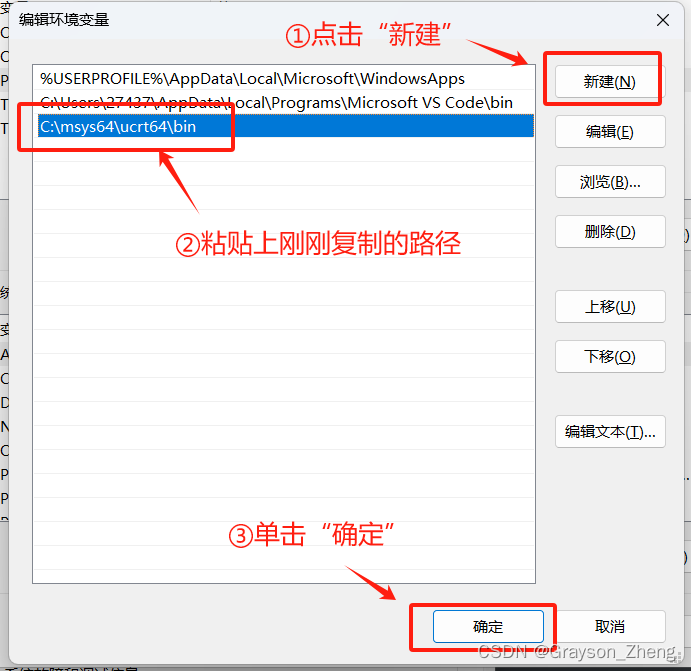 编辑环境变量
①点击“新建”
%USERPROFILE%\AppData\Local\Microsoft\WindowsApps
C:\Users\27437\AppData\Local\Programs\Microsoft VS Code\bin
C:\msys64\ucrt64\bin
②粘贴上刚刚复制的路径
新建(N)
编辑(E)
浏览(B)...
删除(D)
上移(U)
下移(O)
编辑文本(T)...
③单击“确定”
确定
取消
CSDN @Grayson_Zheng